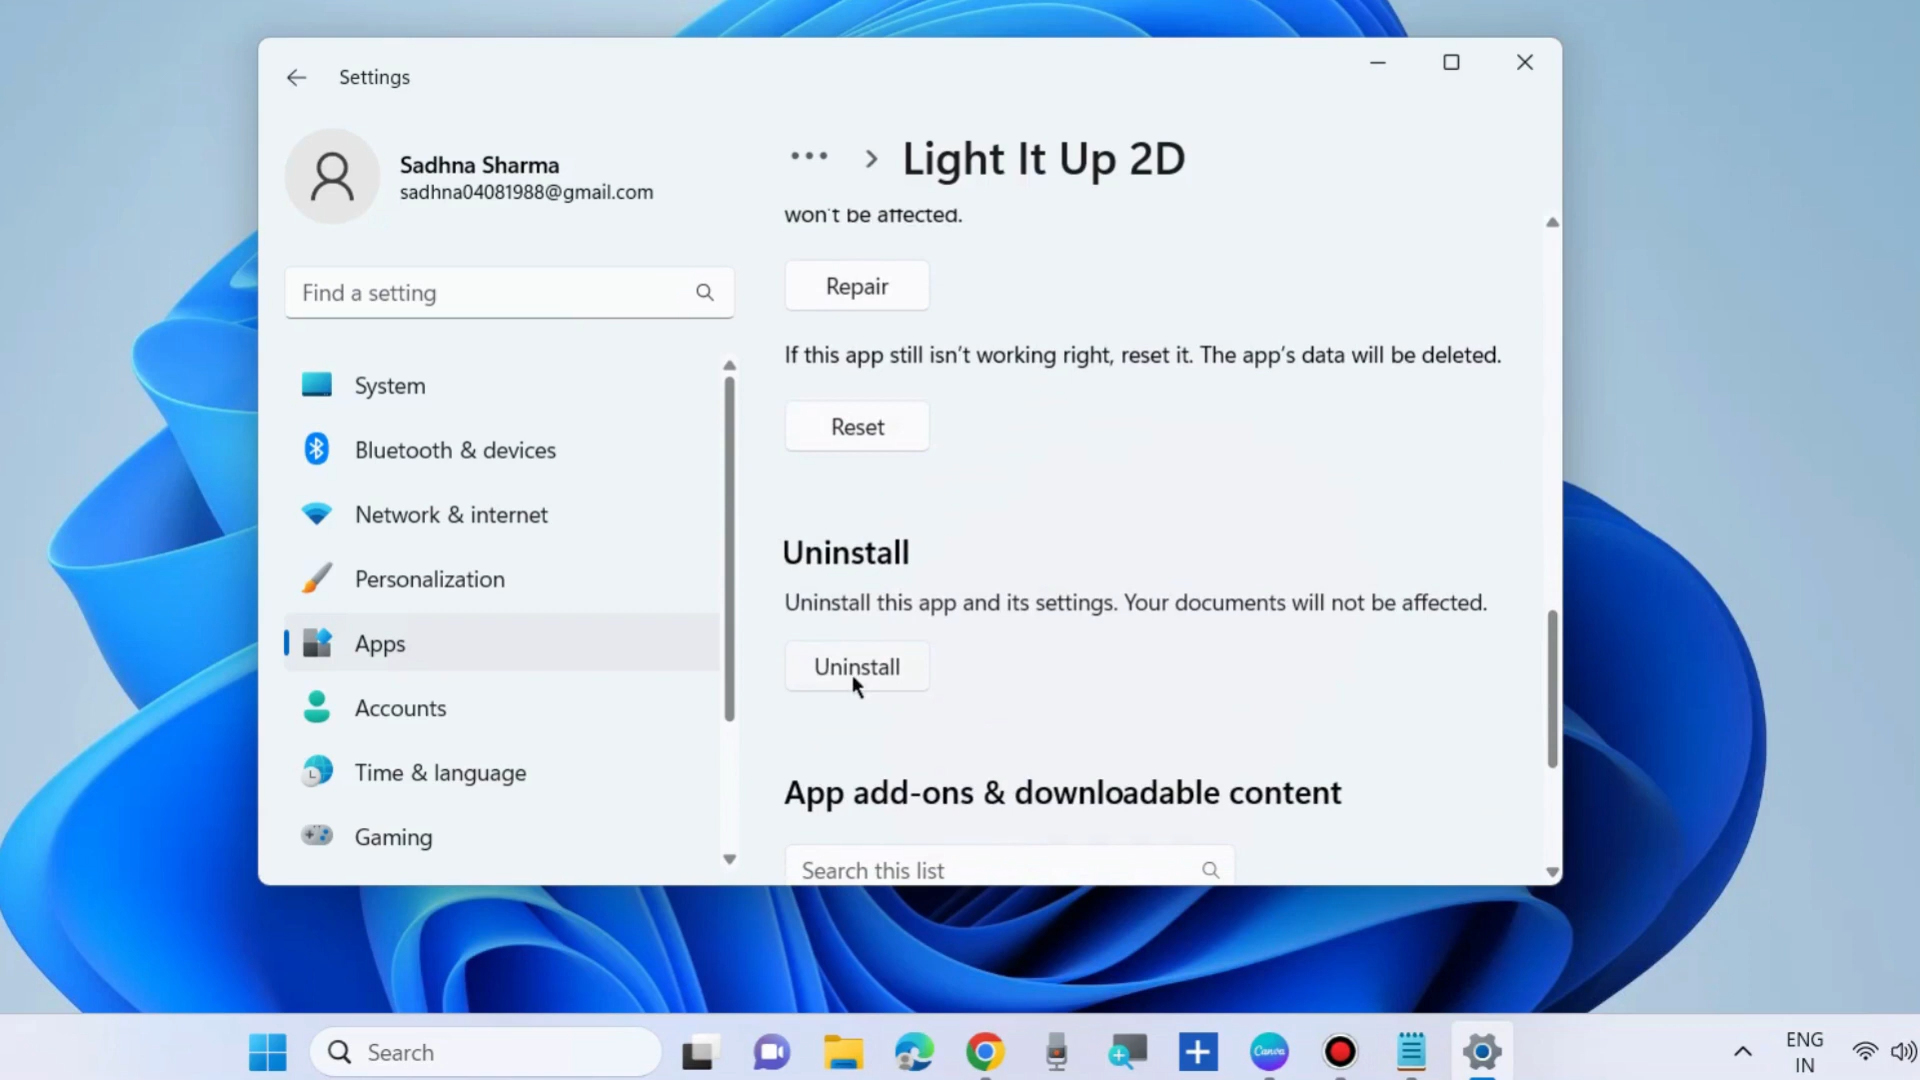 Settings
Sadhna Sharma
sadhna04081988@gmail.com
Find a setting
System
Bluetooth & devices
Network & internet
Personalization
Apps
Accounts
Time & language
Gaming
Light It Up 2D
won't be affected.
Repair
If this app still isn't working right, reset it. The app's data will be deleted.
Reset
Uninstall
Uninstall this app and its settings. Your documents will not be affected.
Uninstall
App add-ons & downloadable content
Search this list
Search
Canva
ENG
IN